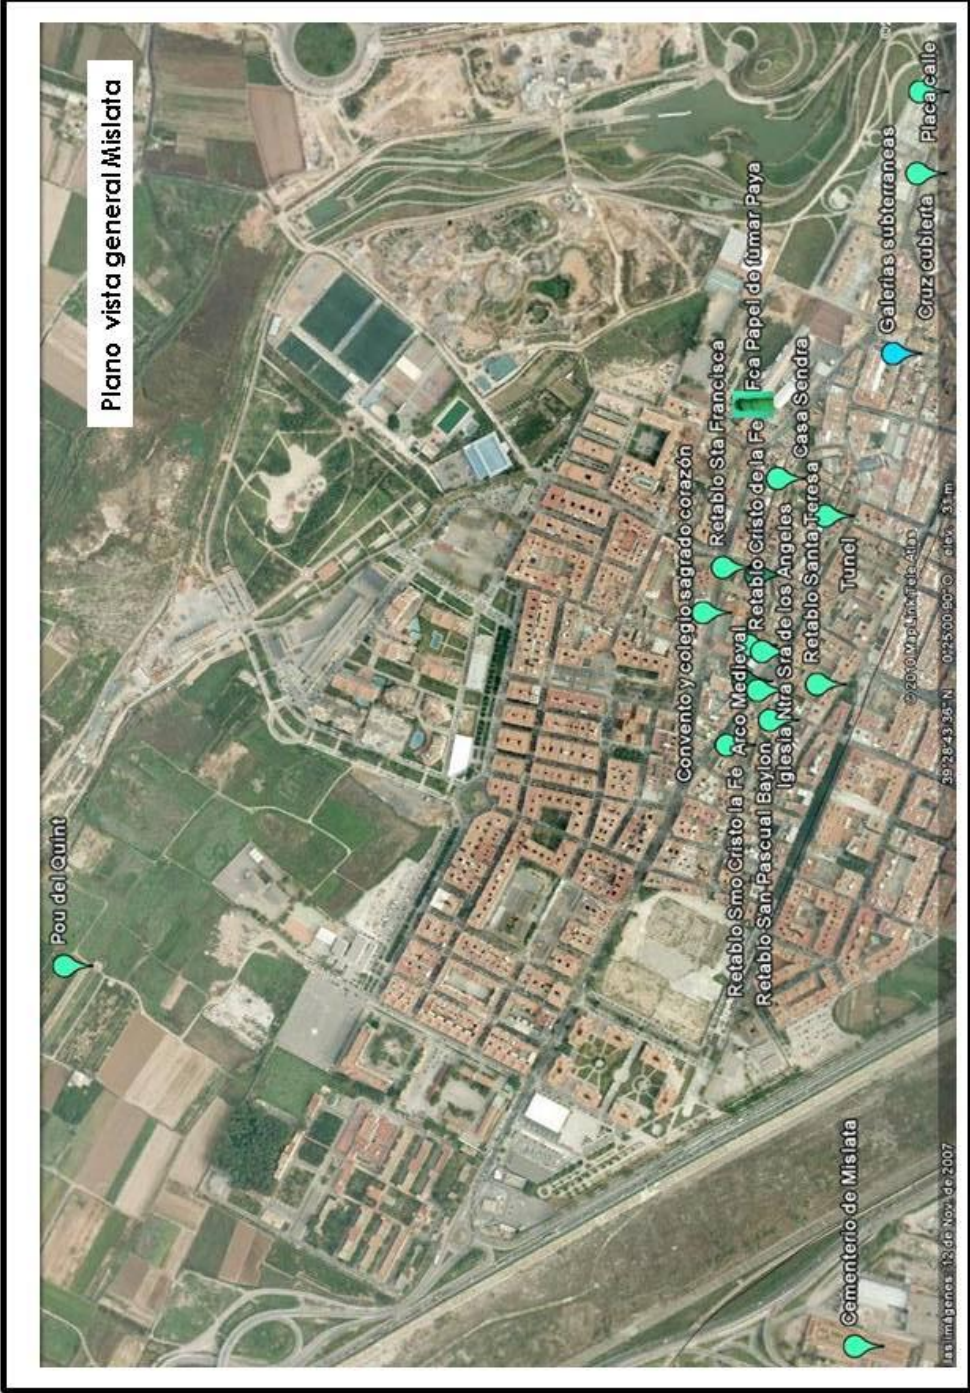 Plano vista general Mislata
Pou del Quint
Convento y colegio sagrado corazón
Retablo Sta Francisca
Retablo Smo Cristo la Fe
Arco Medieval
Retablo Cristo de la Fe
Fca Papel de fumar Paya
Retablo San Pascual Baylon
Iglesia Ntra Sra de los Angeles
Casa Sendra
Retablo Santa Teresa
Tunel
Cementerio de Mislata
Galerias subterraneas
Cruz cubierta
Placa calle
©2010 MapLink/Tele Atlas
las imágenes 12 de Nov de 2007
39°28'43.36" N 0°25'00.90" O elev. 31 m